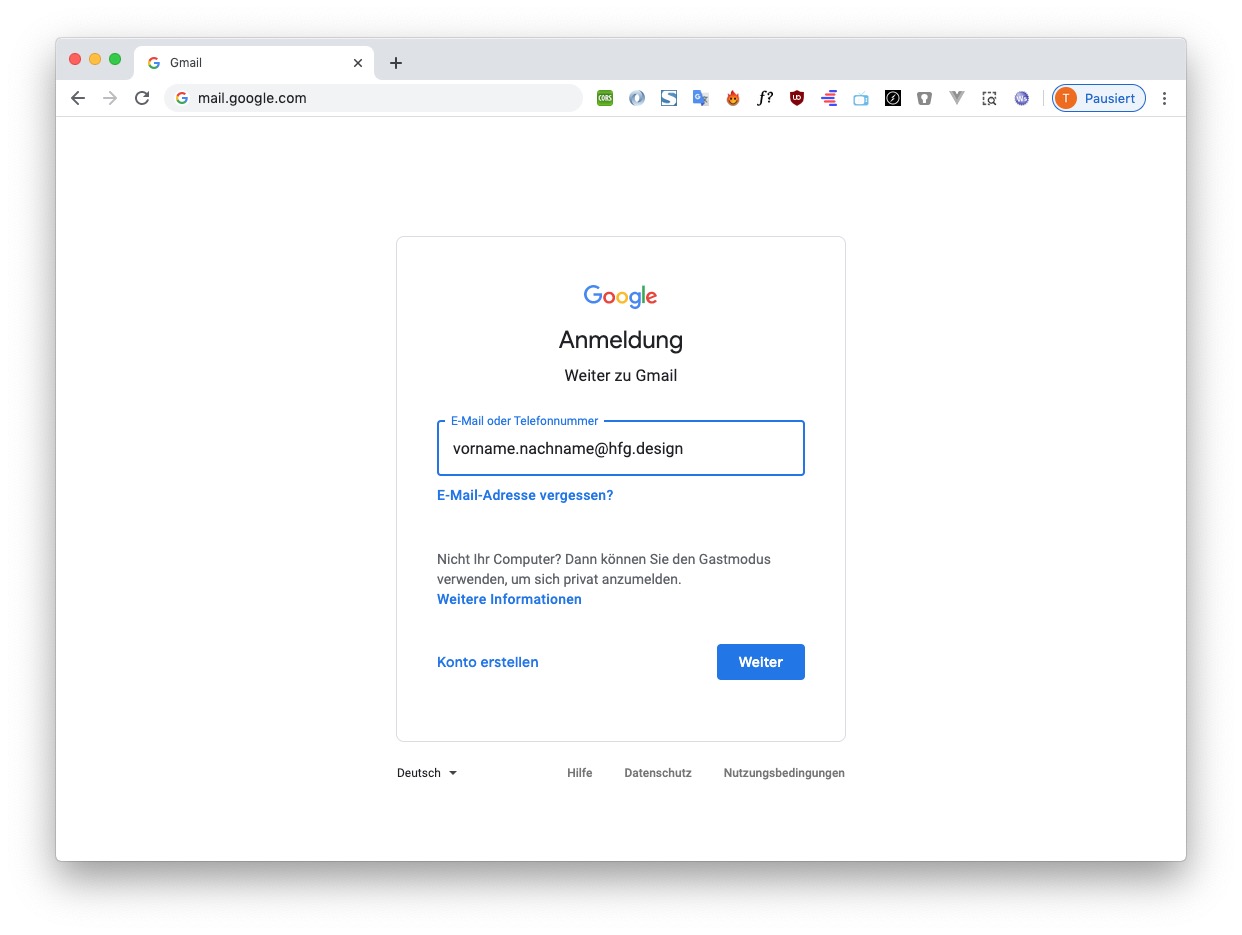 Gmail
mail.google.com
CORS
f?
UD
Ws
T Pausiert
Google
Anmeldung
Weiter zu Gmail
E-Mail oder Telefonnummer
vorname.nachname@hfg.design
E-Mail-Adresse vergessen?
Nicht Ihr Computer? Dann können Sie den Gastmodus
verwenden, um sich privat anzumelden.
Weitere Informationen
Konto erstellen
Weiter
Deutsch
Hilfe
Datenschutz
Nutzungsbedingungen